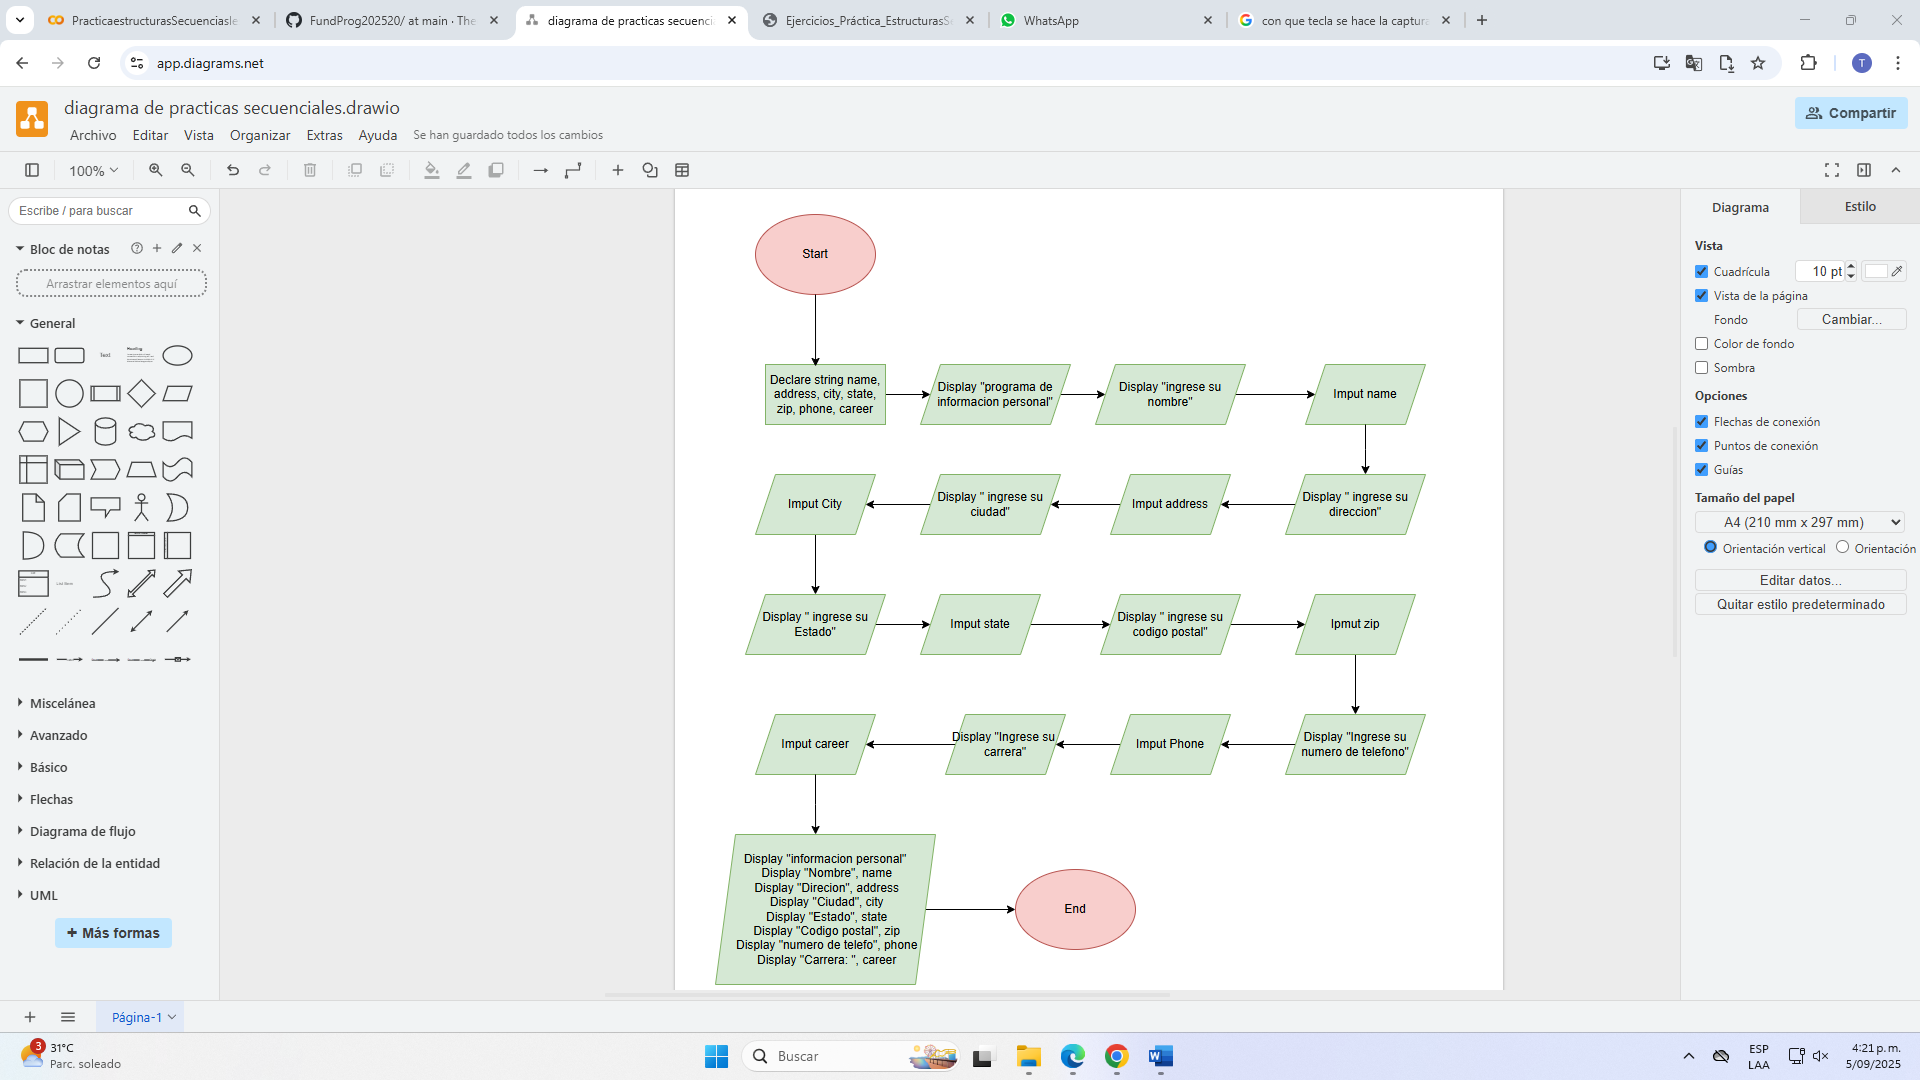 PracticaestructurasSecuenciasle
FundProg202520/ at main · The
diagrama de practicas secuencia
Ejercicios_Práctica_EstructurasSe
WhatsApp
con que tecla se hace la captura
app.diagrams.net
T
diagrama de practicas secuenciales.drawio
Archivo Editar Vista Organizar Extras Ayuda Se han guardado todos los cambios
Compartir
100%
Escribe / para buscar
Bloc de notas
Arrastrar elementos aquí
General
Text
Heading
Misceláneа
Avanzado
Básico
Flechas
Diagrama de flujo
Relación de la entidad
UML
+ Más formas
Start
Declare string name,
address, city, state,
zip, phone, career
Display "programa de
informacion personal"
Display "ingrese su
nombre"
Imput name
Imput City
Display " ingrese su
ciudad"
Imput address
Display " ingrese su
direccion"
Display " ingrese su
Estado"
Imput state
Display " ingrese su
codigo postal"
Ipmut zip
Imput career
Display "Ingrese su
carrera"
Imput Phone
Display "Ingrese su
numero de telefono"
Display "informacion personal"
Display "Nombre", name
Display "Direcion", address
Display "Ciudad", city
Display "Estado", state
Display "Codigo postal", zip
Display "numero de telefo", phone
Display "Carrera: ", career
End
Diagrama
Estilo
Vista
Cuadrícula 10 pt
Vista de la página
Fondo Cambiar...
Color de fondo
Sombra
Opciones
Flechas de conexión
Puntos de conexión
Guías
Tamaño del papel
A4 (210 mm x 297 mm)
Orientación vertical Orientación
Editar datos...
Quitar estilo predeterminado
Página-1
3
31°C
Parc. soleado
Buscar
ESP
LAA
4:21 p. m.
5/09/2025